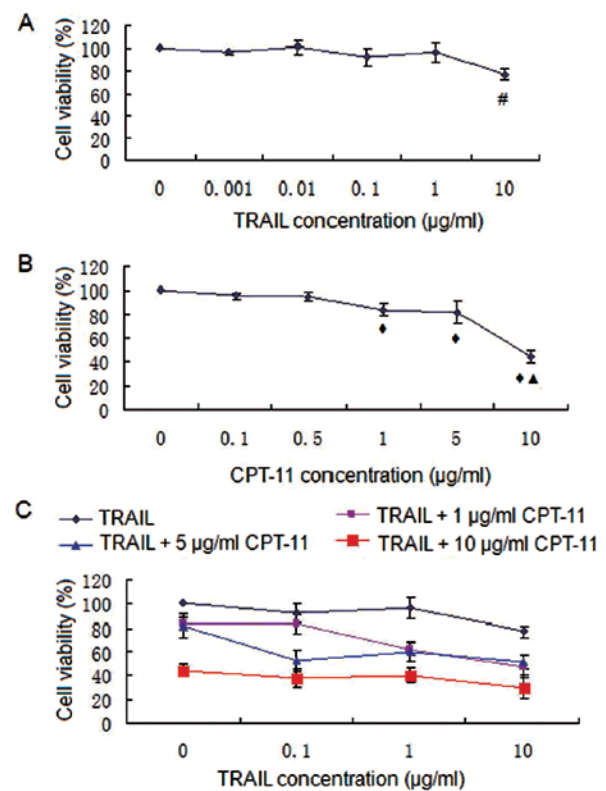 A
Cell viability (%)
120
100
80
60
40
20
0
0 0.001 0.01 0.1 1 10
#
TRAIL concentration (µg/ml)
B
Cell viability (%)
120
100
80
60
40
20
0
0 0.1 0.5 1 5 10
♦
♦
♦ ▲
CPT-11 concentration (µg/ml)
C
TRAIL
TRAIL + 1 µg/ml CPT-11
TRAIL + 5 µg/ml CPT-11
TRAIL + 10 µg/ml CPT-11
Cell viability (%)
120
100
80
60
40
20
0
0 0.1 1 10
TRAIL concentration (µg/ml)